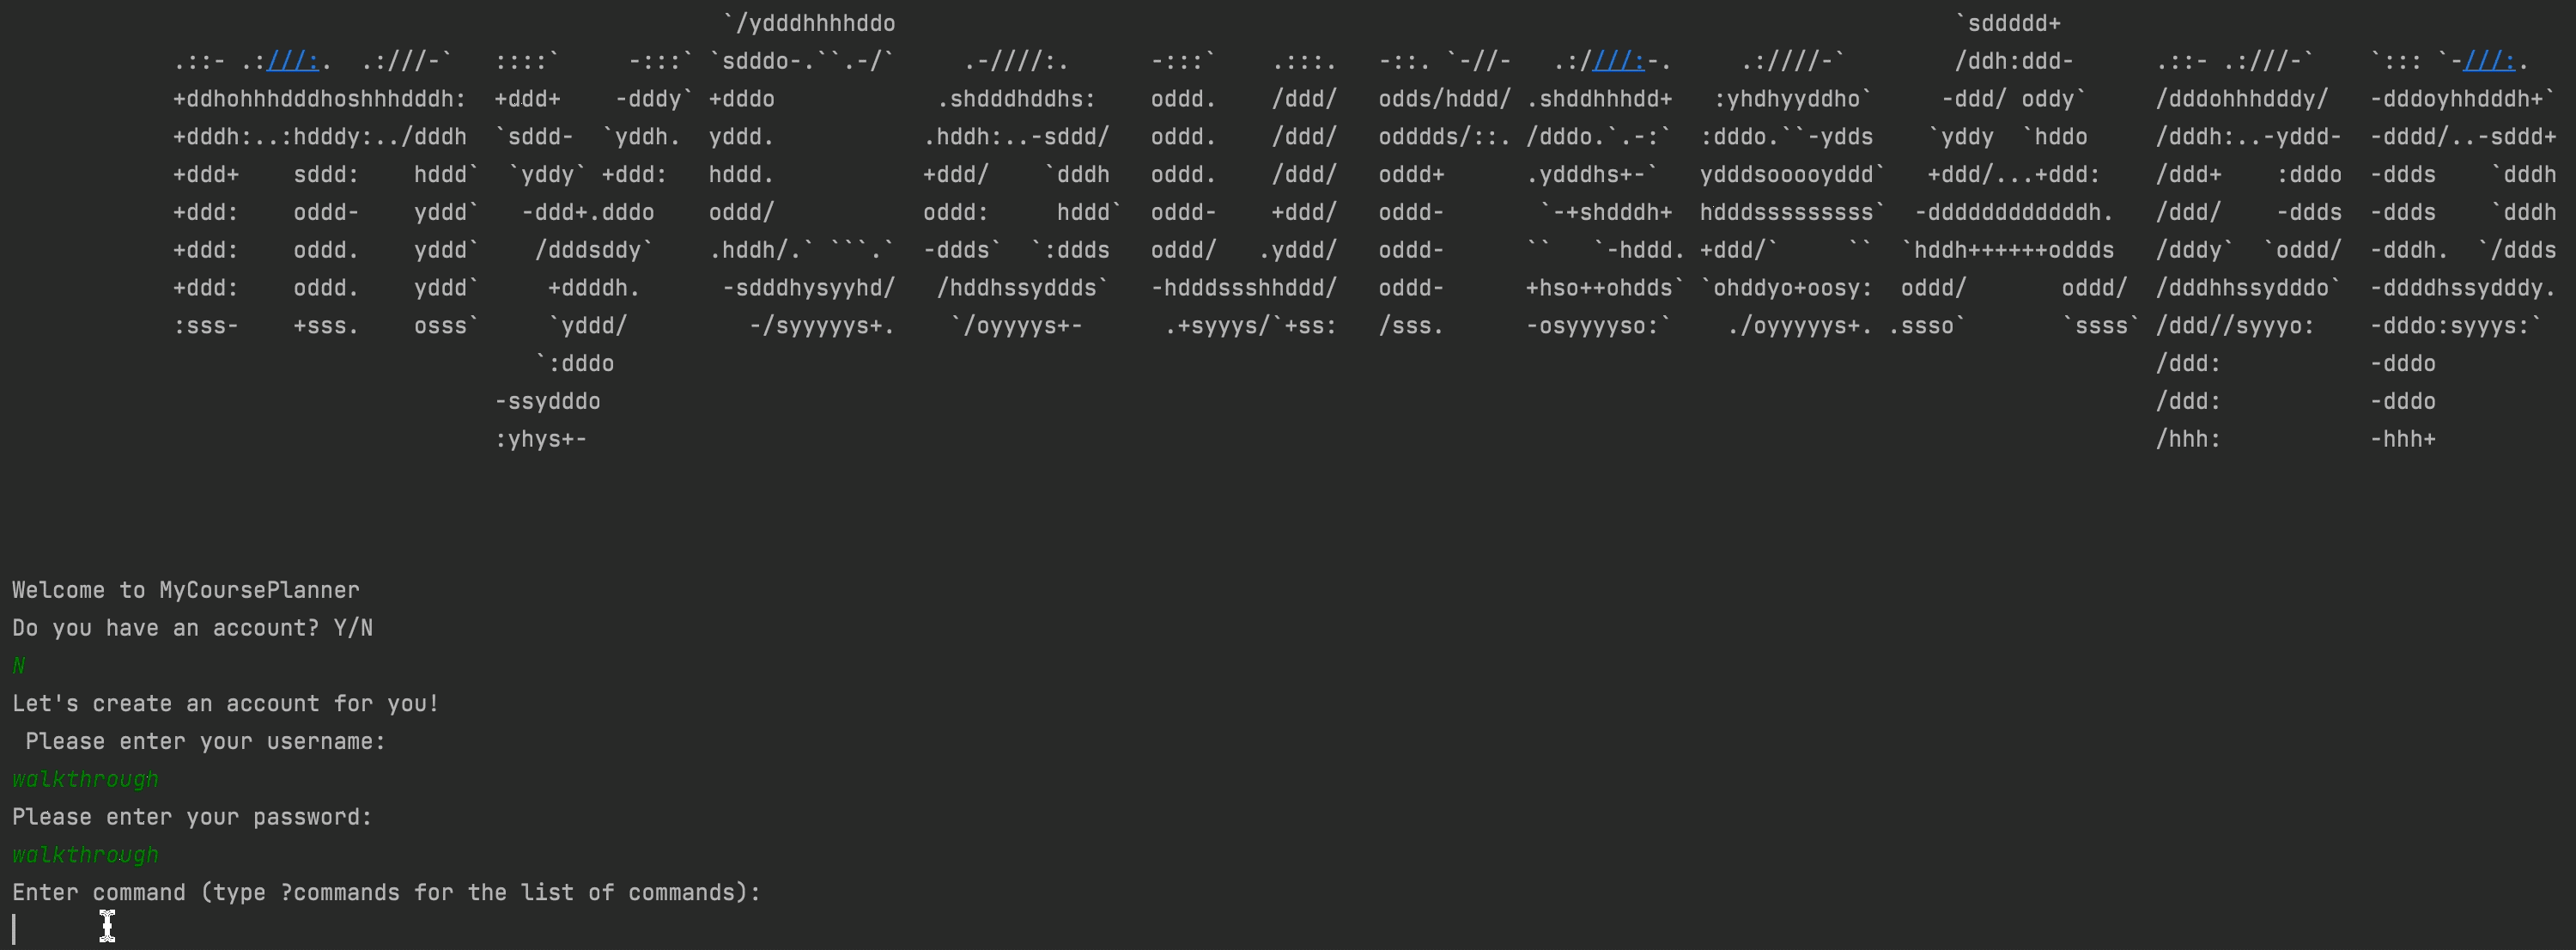 `/ydddhhhhddo                                                                               `sddddd+
.::- .:///:.  .:///-`   ::::`     -:::` `sdddo-.``.-/`     .-////:.      -:::`    .:::.   -::. `-//-   .:////:-.     .:////-`        /ddh:ddd-      .::- .:///-`    `::: `-///:.
+ddhohhhdddhoshhhdddh:  +ddd+    -dddy` +dddo            .shdddhddhs:    oddd.    /ddd/   odds/hddd/ .shddhhhdd+   :yhdhyyddho`     -ddd/ oddy`     /dddohhhdddy/   -dddoyhhdddh+`
+dddh:..:hdddy:../dddh  `sddd-  `yddh.  yddd.           .hddh:..-sddd/   oddd.    /ddd/   oddds/::. /dddo.`.-:`  :dddo.``-ydds    `yddy  `hddo     /dddh:..-yddd-  -dddd/..-sddd+
+ddd+    sddd:    hddd`  `yddy` +ddd:   hddd.           +ddd/    `dddh   oddd.    /ddd/   oddd+      .ydddhs+-`   ydddsooooyddd`   +ddd/...+ddd:    /ddd+    :dddo  -ddds    `dddh
+ddd:    oddd-    yddd`   -ddd+.dddo    oddd/           oddd:     hddd`  oddd-    +ddd/   oddd-       `-+shdddh+  hdddsssssssss`  -ddddddddddddh.   /ddd/    -ddds  -ddds    `dddh
+ddd:    oddd.    yddd`    /dddsddy`    .hddh/.` ```.`  -ddds`  `:ddds   oddd/   .yddd/   oddd-      ``   `-hddd. +ddd/`     ``  `hddh++++++oddds   /dddy`  `oddd/  -dddh.  `/ddds
+ddd:    oddd.    yddd`     +ddddh.      -sdddhysyyhd/   /hddhssyddds`   -hdddssshhddd/   oddd-      +hso++ohdds` `ohddyo+oosy:  oddd/       oddd/  /dddhhssydddo`  -ddddhssydddy.
:sss-    +sss.    osss`     `yddd/         -/syyyyys+.    `/oyyyys+-      .+syyys/`+ss:   /sss.      -osyyyyso:`    ./oyyyyys+. .ssso`       `ssss` /ddd//syyyo:    -dddo:syyys:`
`:dddo                                                                                                                   /ddd:           -dddo
-ssydddo                                                                                                                    /ddd:           -dddo
:yhys+-                                                                                                                     /hhh:           -hhh+
Welcome to MyCoursePlanner
Do you have an account? Y/N
N
Let's create an account for you!
Please enter your username:
walkthrough
Please enter your password:
walkthrough
Enter command (type ?commands for the list of commands):